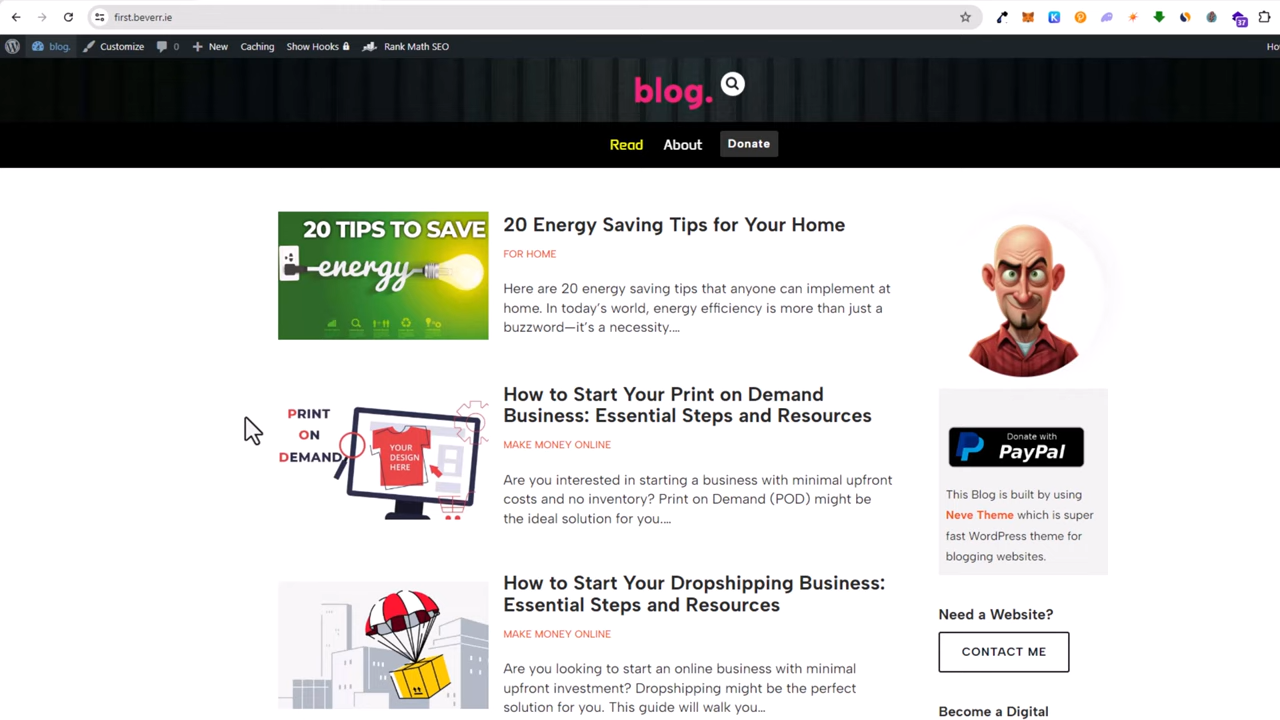 first.beverr.ie
37
blog.
Customize
0
New
Caching
Show Hooks
Rank Math SEO
Ho
blog.
Read
About
Donate
20 TIPS TO SAVE
energy
20 Energy Saving Tips for Your Home
FOR HOME
Here are 20 energy saving tips that anyone can implement at
home. In today's world, energy efficiency is more than just a
buzzword—it's a necessity....
PRINT
ON
DEMAND
YOUR
DESIGN
HERE
How to Start Your Print on Demand
Business: Essential Steps and Resources
MAKE MONEY ONLINE
Are you interested in starting a business with minimal upfront
costs and no inventory? Print on Demand (POD) might be
the ideal solution for you....
How to Start Your Dropshipping Business:
Essential Steps and Resources
MAKE MONEY ONLINE
Are you looking to start an online business with minimal
upfront investment? Dropshipping might be the perfect
solution for you. This guide will walk you...
Donate with
PayPal
This Blog is built by using
Neve Theme which is super
fast WordPress theme for
blogging websites.
Need a Website?
CONTACT ME
Become a Digital